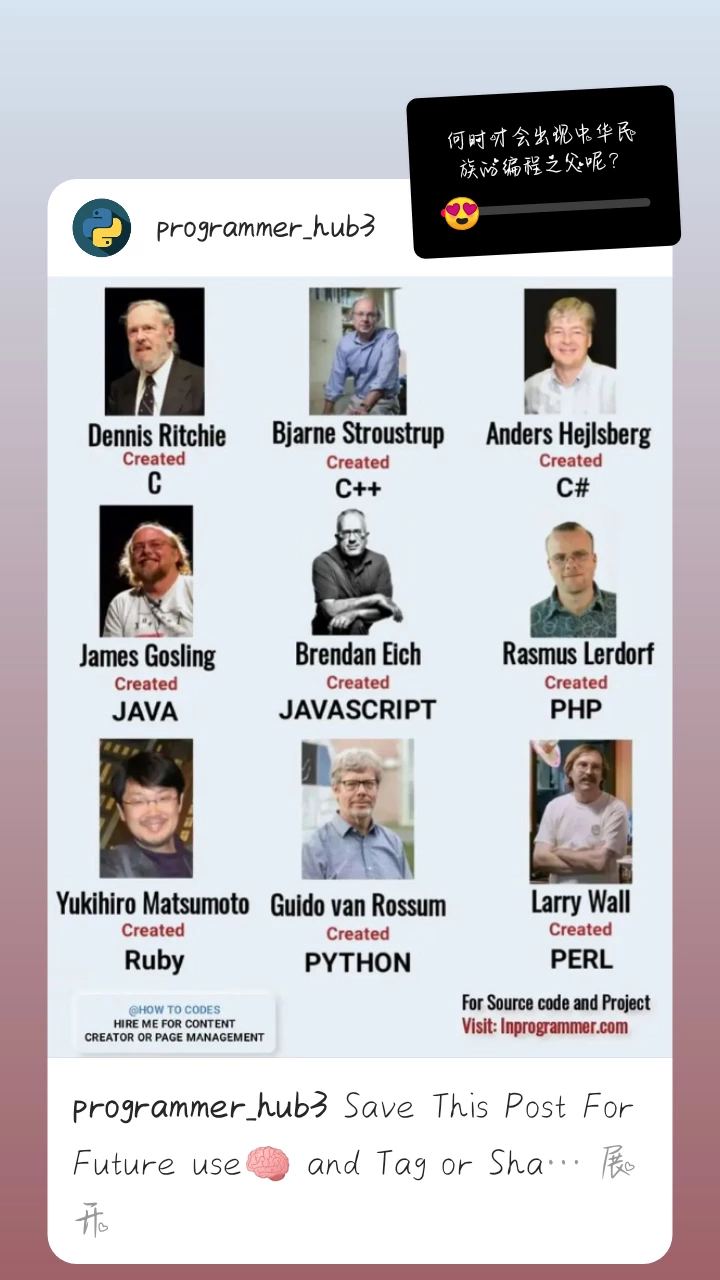 何时才会出现中华民
族的编程之父呢？
programmer_hub3
Dennis Ritchie
Created
C
Bjarne Stroustrup
Created
C++
Anders Hejlsberg
Created
C#
James Gosling
Created
JAVA
Brendan Eich
Created
JAVASCRIPT
Rasmus Lerdorf
Created
PHP
Yukihiro Matsumoto
Created
Ruby
Guido van Rossum
Created
PYTHON
Larry Wall
Created
PERL
@HOW TO CODES
HIRE ME FOR CONTENT
CREATOR OR PAGE MANAGEMENT
For Source code and Project
Visit: Inprogrammer.com
programmer_hub3 Save This Post For
Future use🧠 and Tag or Sha… 展
开